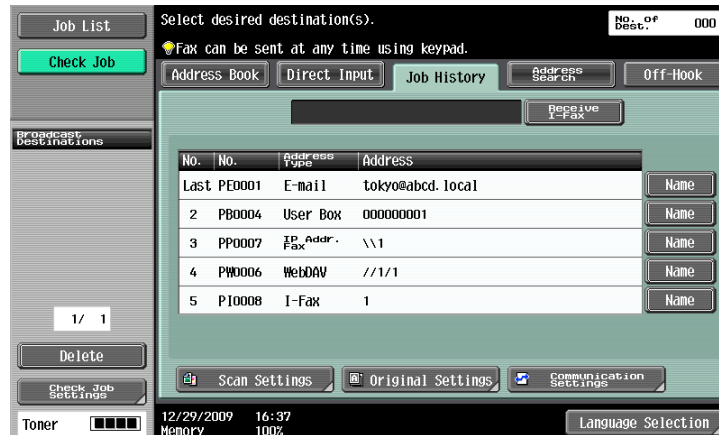 Job List
Check Job
Broadcast
Destinations
1/ 1
Delete
Check Job
Settings
Toner
Select desired destination(s).
No. of
Dest.
000
Fax can be sent at any time using keypad.
Address Book
Direct Input
Job History
Address
Search
Off-Hook
Receive
I-Fax
No. No. Address Type Address
Last PE0001 E-mail tokyo@abcd.local Name
2 PB0004 User Box 000000001 Name
3 PP0007 IP Addr. Fax \\1 Name
4 PW0006 WebDAV //1/1 Name
5 PI0008 I-Fax 1 Name
Scan Settings
Original Settings
Communication
Settings
12/29/2009 16:37
Memory 100%
Language Selection